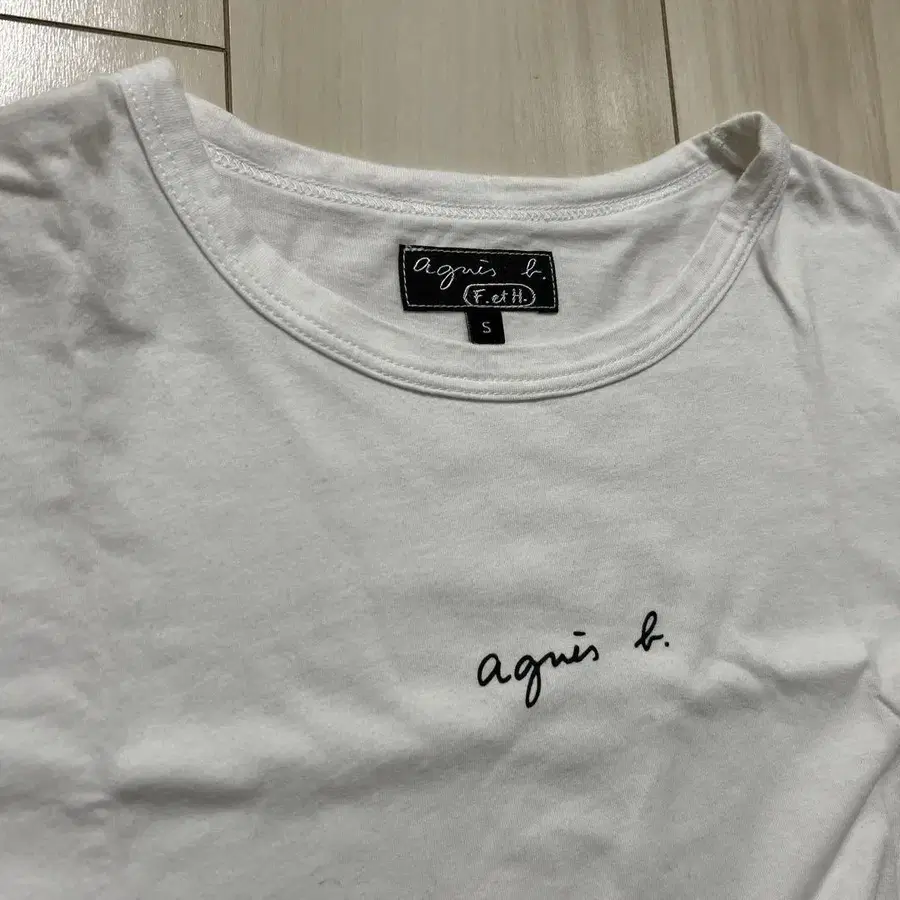 agnès b.
F. et H.
S
agnès b.